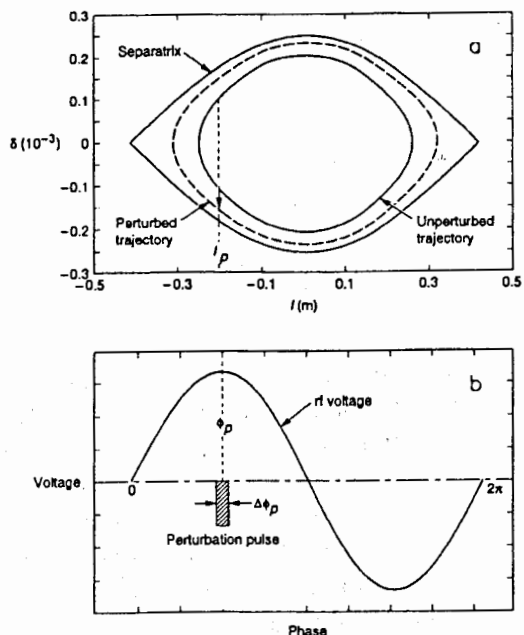 0.3
0.2
0.1
0
-0.1
-0.2
-0.3
δ (10⁻³)
a
Separatrix
Perturbed
trajectory
Unperturbed
trajectory
l_p
-0.5
-0.3
-0.1
0.1
0.3
0.5
l (m)
b
rf voltage
ϕ_p
Voltage
0
2π
Δϕ_p
Perturbation pulse
Phase